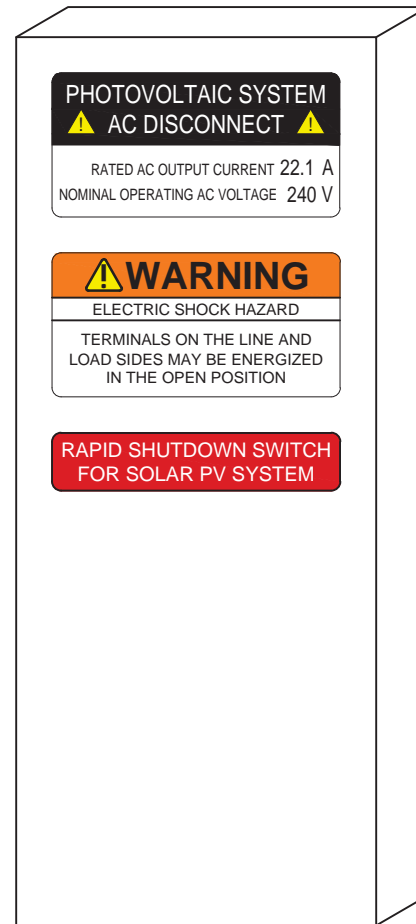 PHOTOVOLTAIC SYSTEM
! AC DISCONNECT !
RATED AC OUTPUT CURRENT 22.1 A
NOMINAL OPERATING AC VOLTAGE 240 V
! WARNING
ELECTRIC SHOCK HAZARD
TERMINALS ON THE LINE AND
LOAD SIDES MAY BE ENERGIZED
IN THE OPEN POSITION
RAPID SHUTDOWN SWITCH
FOR SOLAR PV SYSTEM